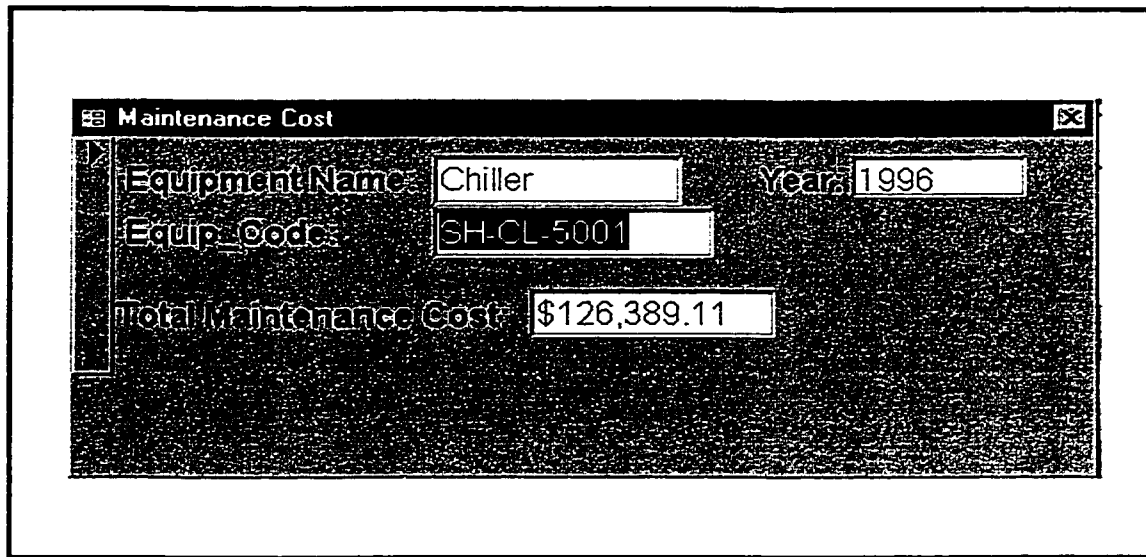 Maintenance Cost
Equipment Name: Chiller Year: 1996
Equip_Code: SH-CL-5001
Total Maintenance Cost: $126,389.11